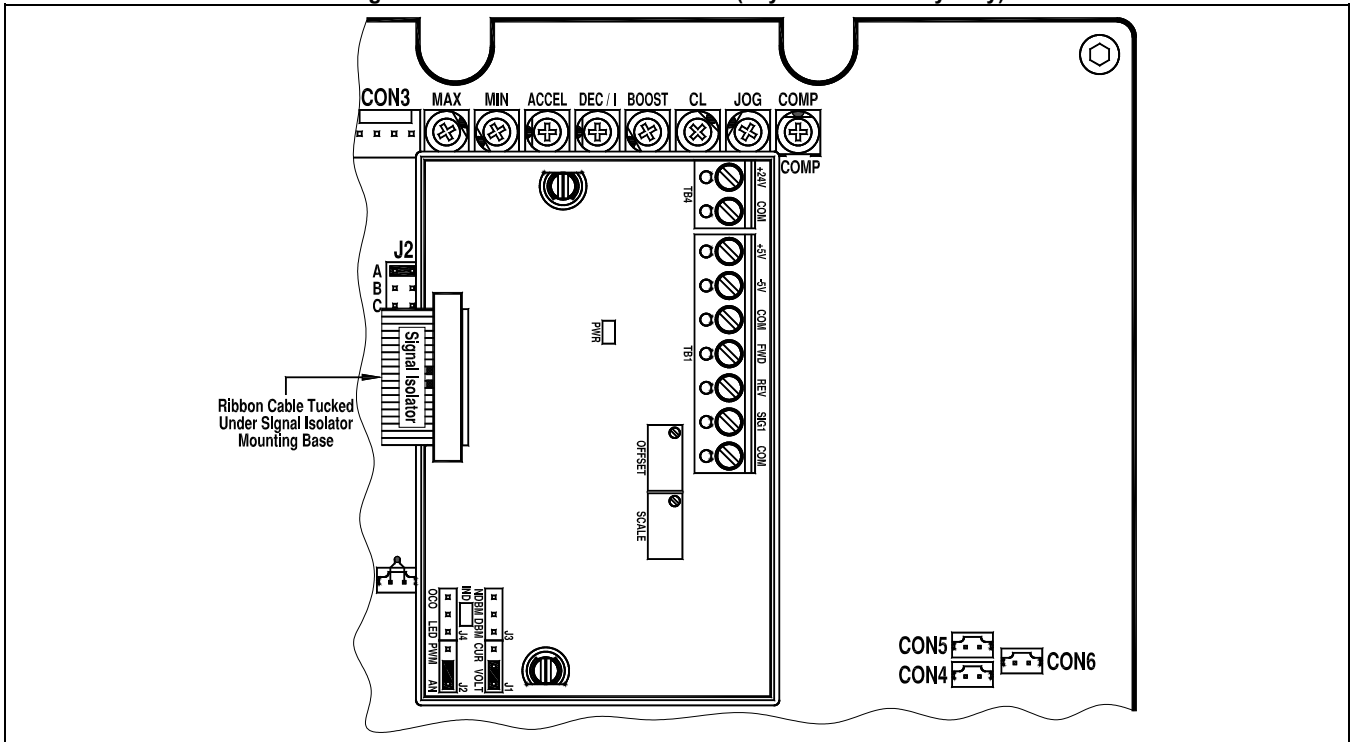 CON3 MAX MIN ACCEL DEC / I BOOST CL JOG COMP
COMP
+24V
COM
TB4
+5V
-5V
COM
FWD
REV
SIG1
COM
TB1
J2
A
B
C
Signal Isolator
PWR
Ribbon Cable Tucked
Under Signal Isolator
Mounting Base
OFFSET
SCALE
OCO LED PWM AN
IND
J4
J2
NDBM DBM CUR VOLT
J3
J1
CON5
CON4
CON6